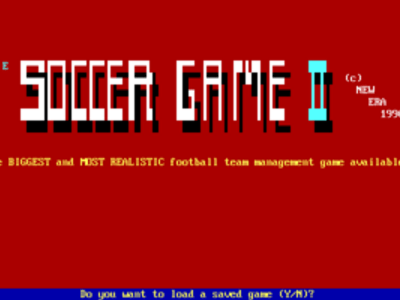 E
SOCCER GAME II
(c)
NEW
ERA
199
e BIGGEST and MOST REALISTIC football team management game available
Do you want to load a saved game (Y/N)?